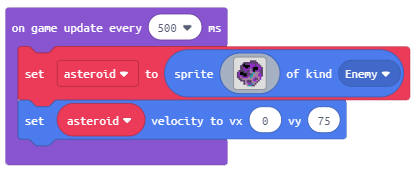 on game update every 500 ms
set asteroid to sprite of kind Enemy
set asteroid velocity to vx 0 vy 75